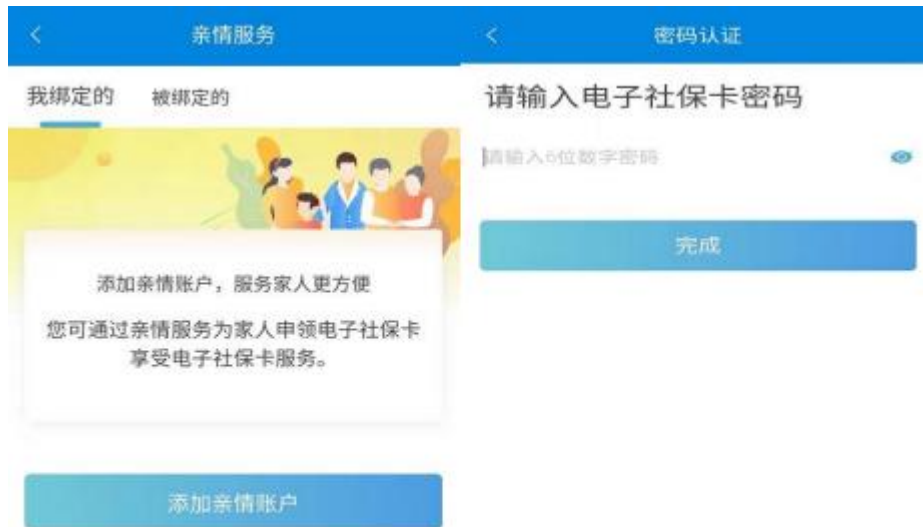 亲情服务
我绑定的 被绑定的
添加亲情账户，服务家人更方便
您可通过亲情服务为家人申领电子社保卡
享受电子社保卡服务。
添加亲情账户
密码认证
请输入电子社保卡密码
请输入6位数字密码
完成